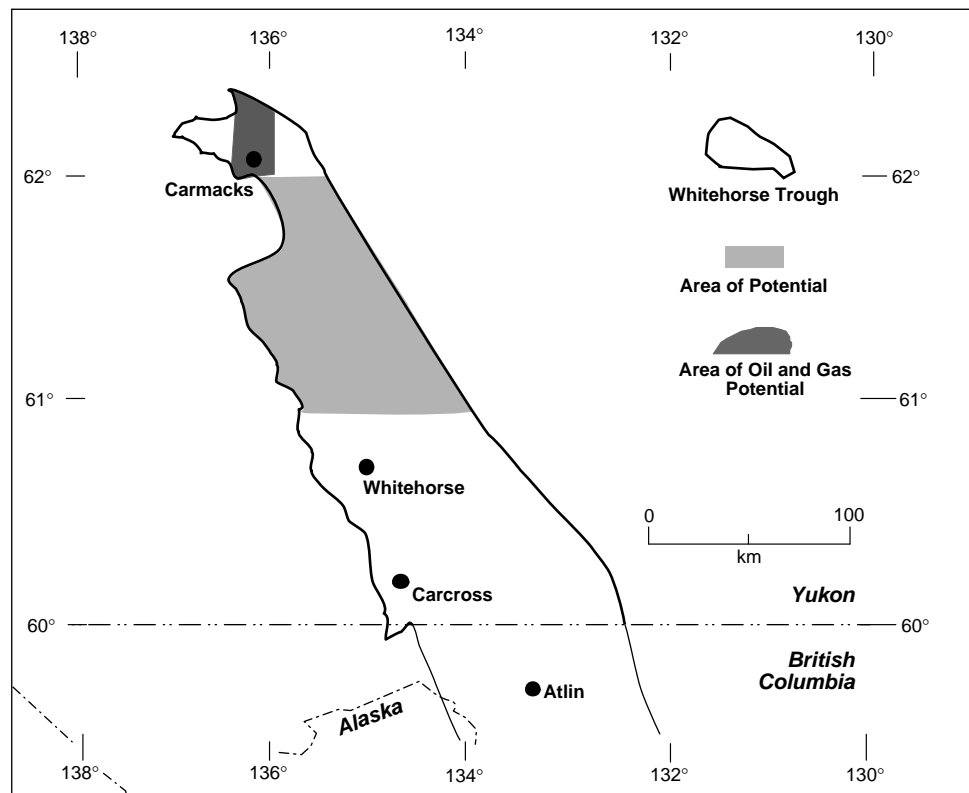 138° 136° 134° 132° 130°
Carmacks
62°
62°
Whitehorse Trough
Area of Potential
Area of Oil and Gas
Potential
61°
61°
Whitehorse
0 100
km
Carcross
Yukon
60°
60°
British
Columbia
Atlin
Alaska
138° 136° 134° 132° 130°